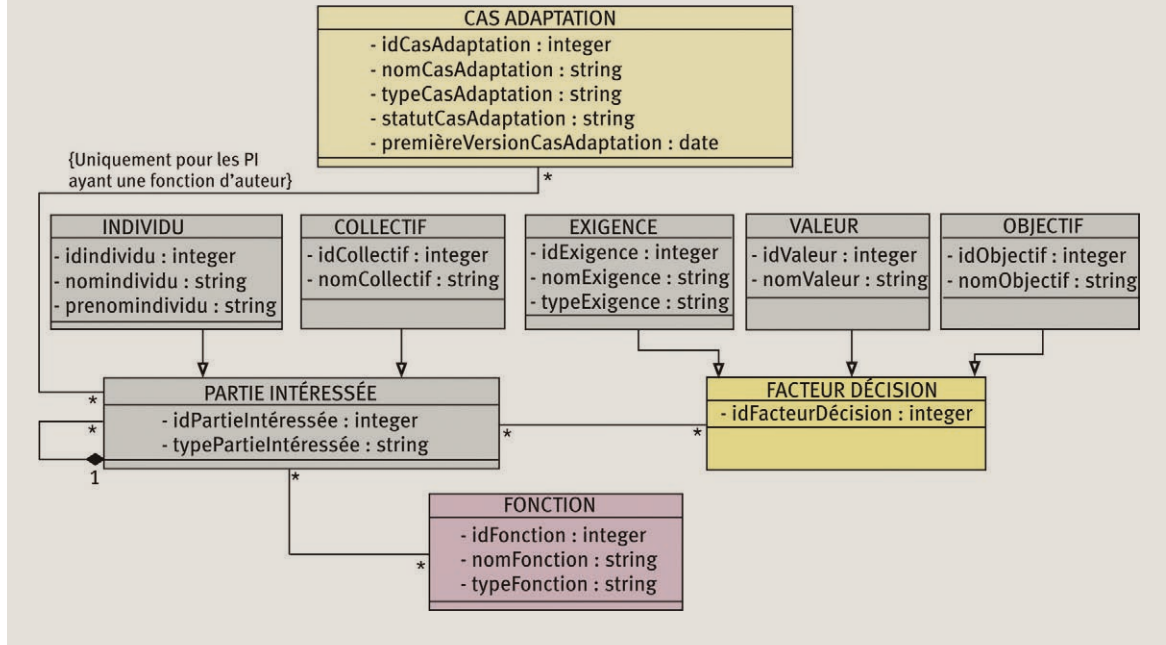 CAS ADAPTATION
- idCasAdaptation : integer
- nomCasAdaptation : string
- typeCasAdaptation : string
- statutCasAdaptation : string
- premièreVersionCasAdaptation : date
{Uniquement pour les PI
ayant une fonction d'auteur}
*
INDIVIDU
- idindividu : integer
- nomindividu : string
- prenomindividu : string
COLLECTIF
- idCollectif : integer
- nomCollectif : string
EXIGENCE
- idExigence : integer
- nomExigence : string
- typeExigence : string
VALEUR
- idValeur : integer
- nomValeur : string
OBJECTIF
- idObjectif : integer
- nomObjectif : string
*
*
1
PARTIE INTÉRESSÉE
- idPartieIntéressée : integer
- typePartieIntéressée : string
*
*
FACTEUR DÉCISION
- idFacteurDécision : integer
*
*
FONCTION
- idFonction : integer
- nomFonction : string
- typeFonction : string